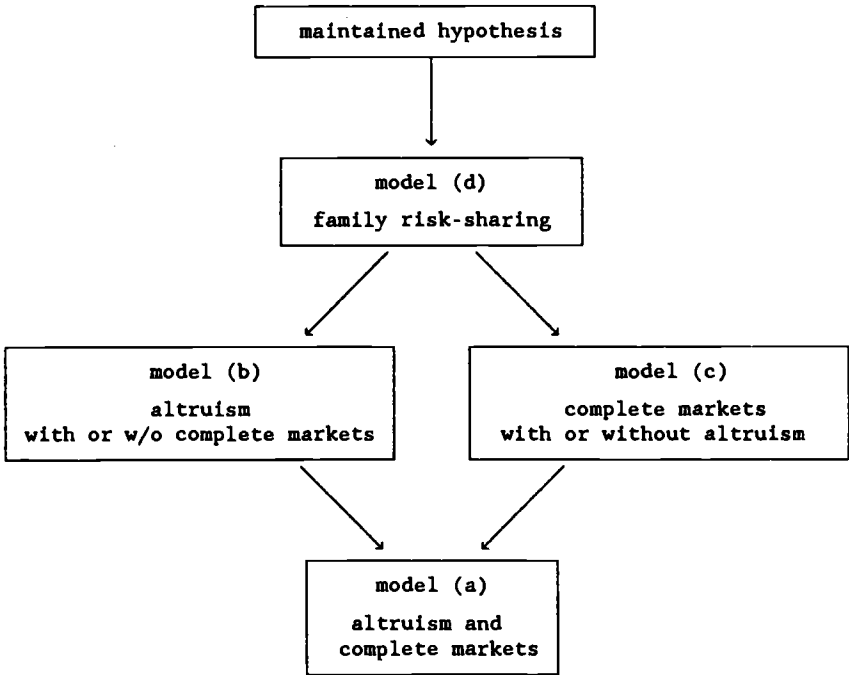 maintained hypothesis
model (d)
family risk-sharing
model (b)
altruism
with or w/o complete markets
model (c)
complete markets
with or without altruism
model (a)
altruism and
complete markets